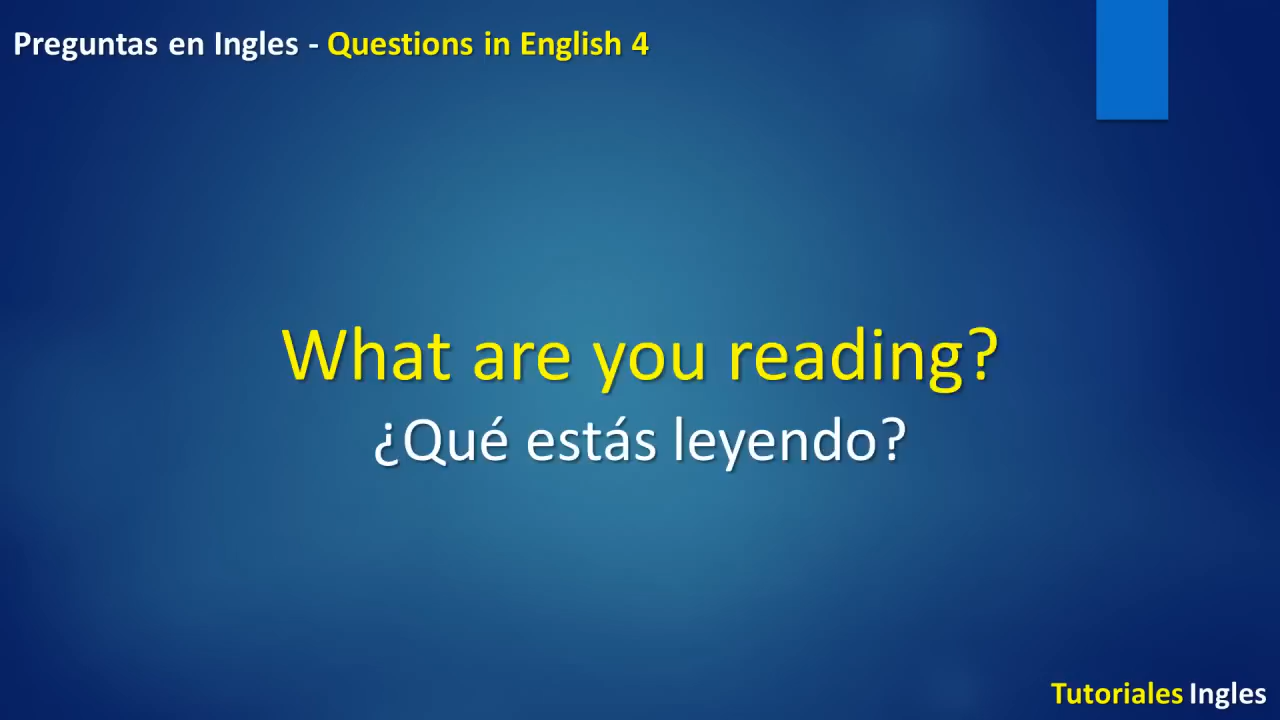 Preguntas en Ingles - Questions in English 4
What are you reading?
¿Qué estás leyendo?
Tutoriales Ingles